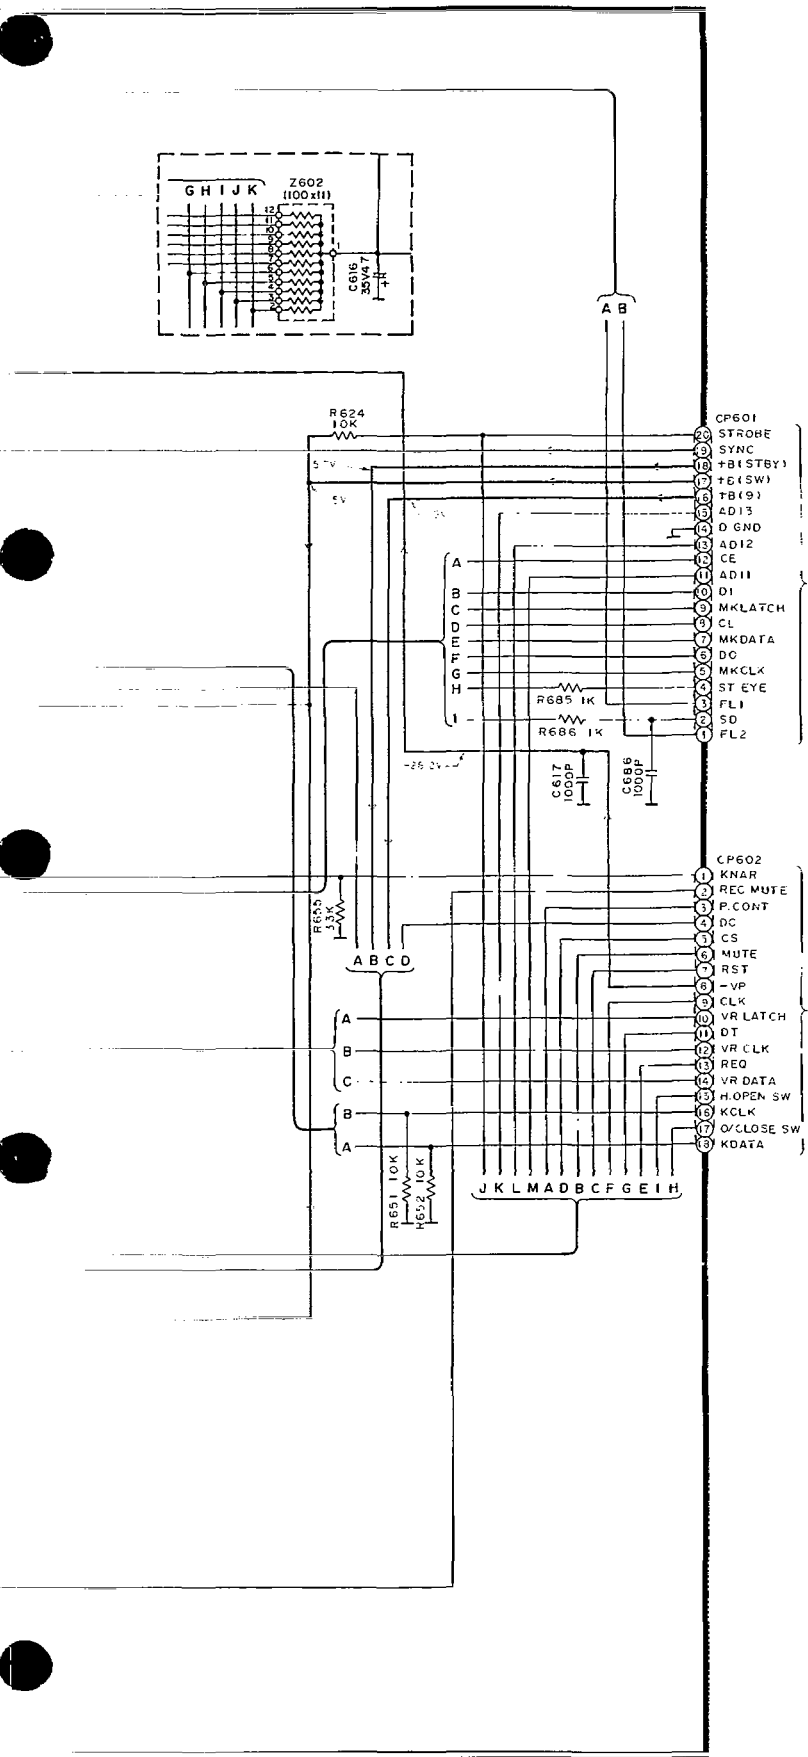 G H I J K
Z602
(100x11)
12
11
10
9
8
7
6
5
4
3
2
1
C616
35V47
A B
R624
10K
5V
CP601
20 STROBE
19 SYNC
18 +B(STBY)
17 +B(SW)
16 +B(9)
15 AD13
14 D GND
13 AD12
12 CE
11 AD11
10 DI
9 MKLATCH
8 CL
7 MKDATA
6 DO
5 MKCLK
4 ST EYE
3 FL1
2 SD
1 FL2
A
B
C
D
E
F
G
H
I
R685 1K
R686 1K
C617
1000P
C686
1000P
CP602
1 KNAR
2 REC MUTE
3 P.CONT
4 DC
5 CS
6 MUTE
7 RST
8 -VP
9 CLK
10 VR LATCH
11 DT
12 VR CLK
13 REQ
14 VR DATA
15 H.OPEN SW
16 KCLK
17 O/CLOSE SW
18 KDATA
R655
33K
A B C D
A
B
C
B
A
R651 10K
R652 10K
J K L M A D B C F G E I H